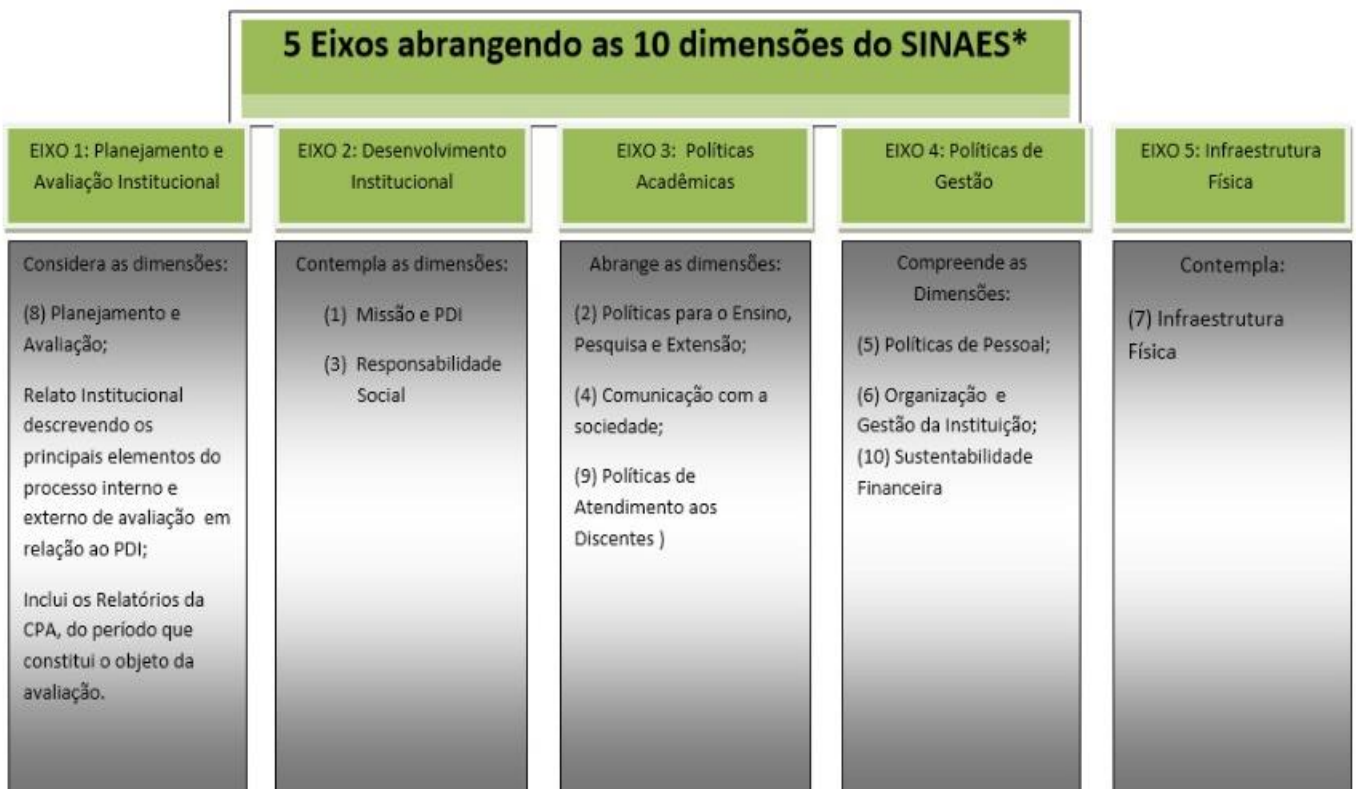 5 Eixos abrangendo as 10 dimensões do SINAES*
EIXO 1: Planejamento e
Avaliação Institucional
Considera as dimensões:
(8) Planejamento e
Avaliação;
Relato Institucional
descrevendo os
principais elementos do
processo interno e
externo de avaliação em
relação ao PDI;
Inclui os Relatórios da
CPA, do período que
constitui o objeto da
avaliação.
EIXO 2: Desenvolvimento
Institucional
Contempla as dimensões:
(1) Missão e PDI
(3) Responsabilidade
Social
EIXO 3: Políticas
Acadêmicas
Abrange as dimensões:
(2) Políticas para o Ensino,
Pesquisa e Extensão;
(4) Comunicação com a
sociedade;
(9) Políticas de
Atendimento aos
Discentes )
EIXO 4: Políticas de
Gestão
Compreende as
Dimensões:
(5) Políticas de Pessoal;
(6) Organização e
Gestão da Instituição;
(10) Sustentabilidade
Financeira
EIXO 5: Infraestrutura
Física
Contempla:
(7) Infraestrutura
Física